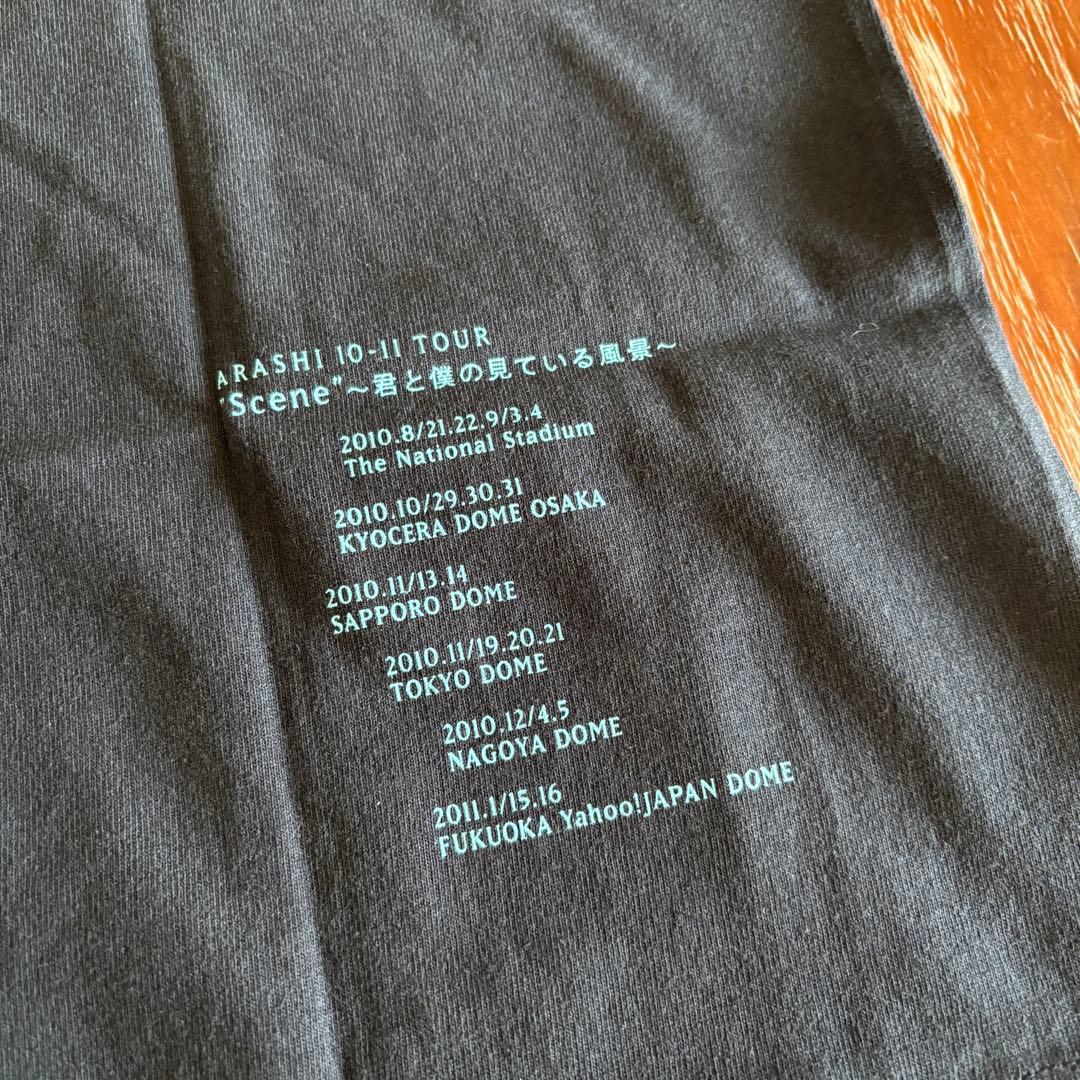 ARASHI 10-11 TOUR
"Scene"～君と僕の見ている風景～
2010.8/21.22.9/3.4
The National Stadium
2010.10/29.30.31
KYOCERA DOME OSAKA
2010.11/13.14
SAPPORO DOME
2010.11/19.20.21
TOKYO DOME
2010.12/4.5
NAGOYA DOME
2011.1/15.16
FUKUOKA Yahoo!JAPAN DOME